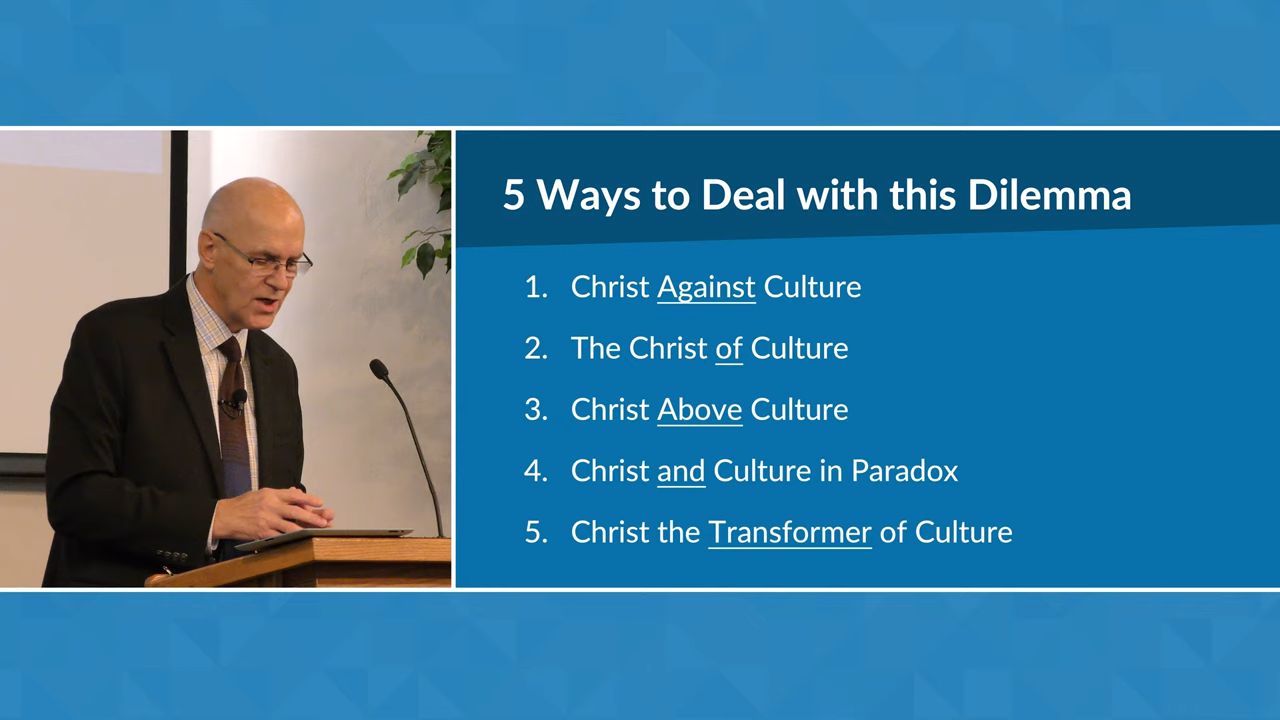 5 Ways to Deal with this Dilemma
1. Christ Against Culture
2. The Christ of Culture
3. Christ Above Culture
4. Christ and Culture in Paradox
5. Christ the Transformer of Culture